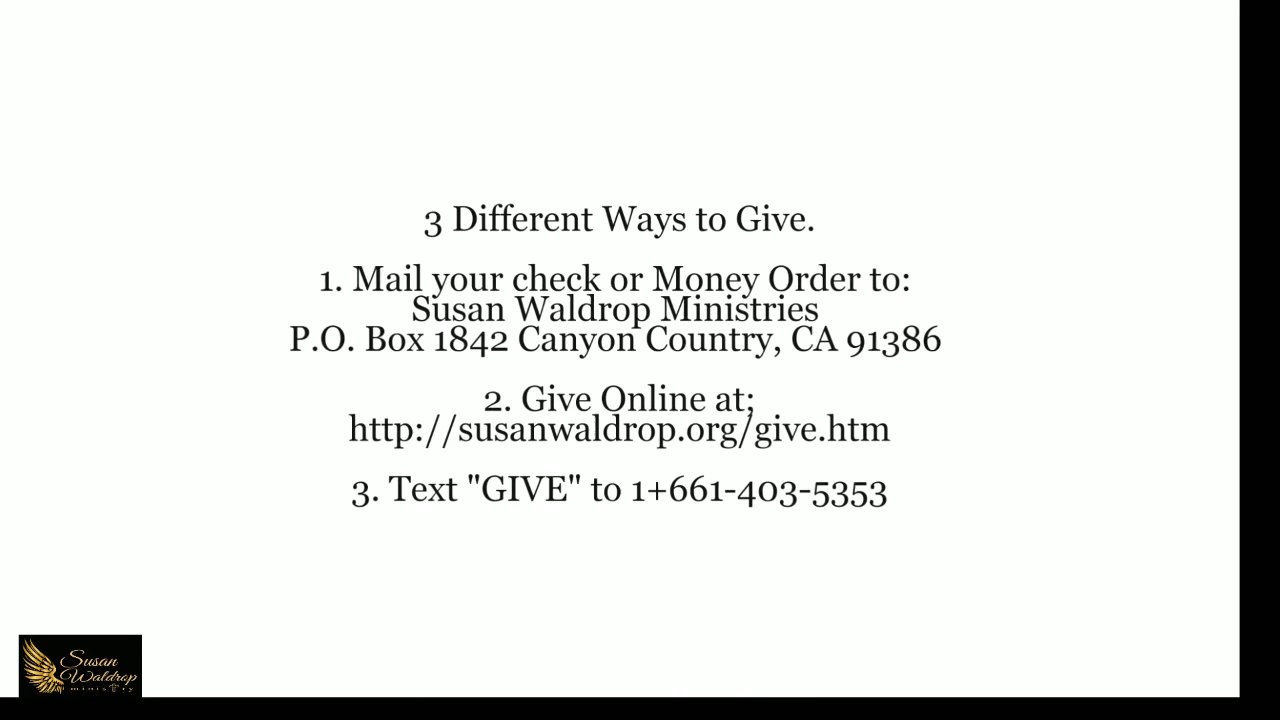 3 Different Ways to Give.
1. Mail your check or Money Order to:
Susan Waldrop Ministries
P.O. Box 1842 Canyon Country, CA 91386
2. Give Online at;
http://susanwaldrop.org/give.htm
3. Text "GIVE" to 1+661-403-5353
Susan
Waldrop
ministry